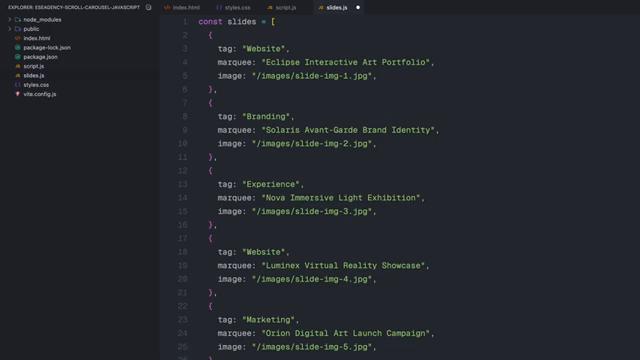 EXPLORER: ESEAGENCY-SCROLL-CAROUSEL-JAVASCRIPT
index.html
styles.css
script.js
slides.js
node_modules
public
index.html
package-lock.json
package.json
script.js
slides.js
styles.css
vite.config.js
1 const slides = [
2 {
3 tag: "Website",
4 marquee: "Eclipse Interactive Art Portfolio",
5 image: "/images/slide-img-1.jpg",
6 },
7 {
8 tag: "Branding",
9 marquee: "Solaris Avant-Garde Brand Identity",
10 image: "/images/slide-img-2.jpg",
11 },
12 {
13 tag: "Experience",
14 marquee: "Nova Immersive Light Exhibition",
15 image: "/images/slide-img-3.jpg",
16 },
17 {
18 tag: "Website",
19 marquee: "Luminex Virtual Reality Showcase",
20 image: "/images/slide-img-4.jpg",
21 },
22 {
23 tag: "Marketing",
24 marquee: "Orion Digital Art Launch Campaign",
25 image: "/images/slide-img-5.jpg",